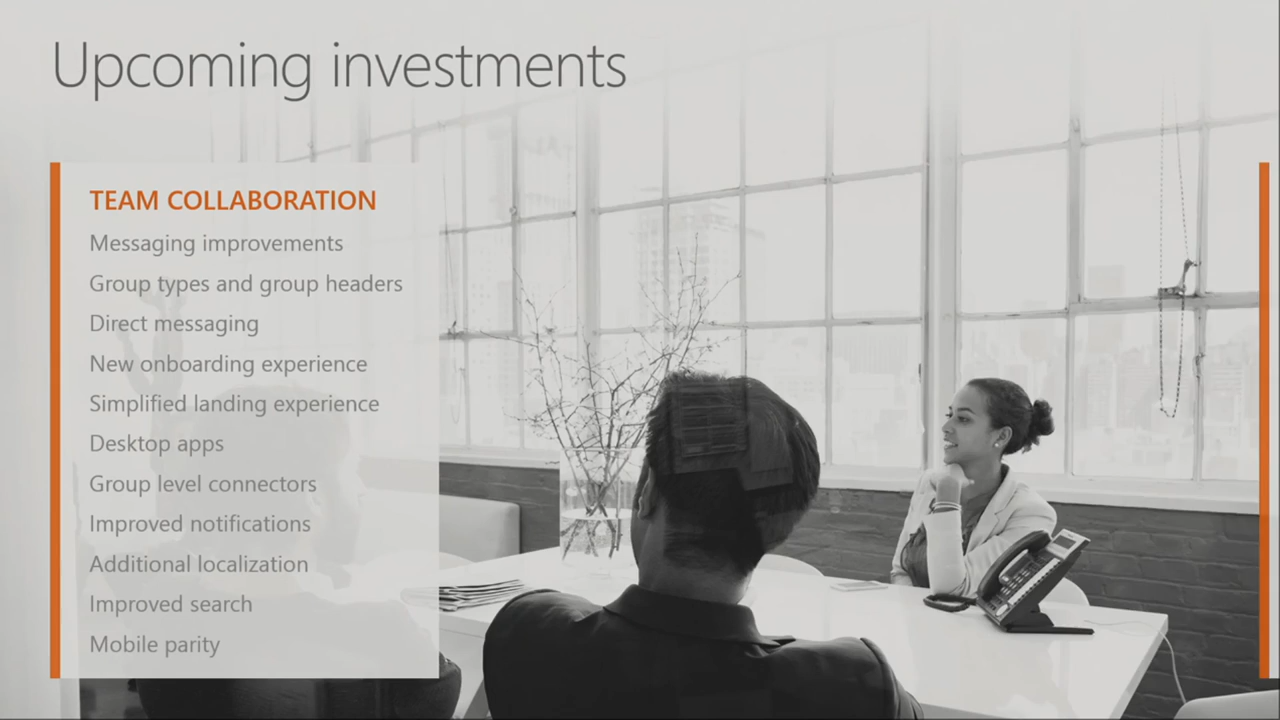 Upcoming investments
TEAM COLLABORATION
Messaging improvements
Group types and group headers
Direct messaging
New onboarding experience
Simplified landing experience
Desktop apps
Group level connectors
Improved notifications
Additional localization
Improved search
Mobile parity